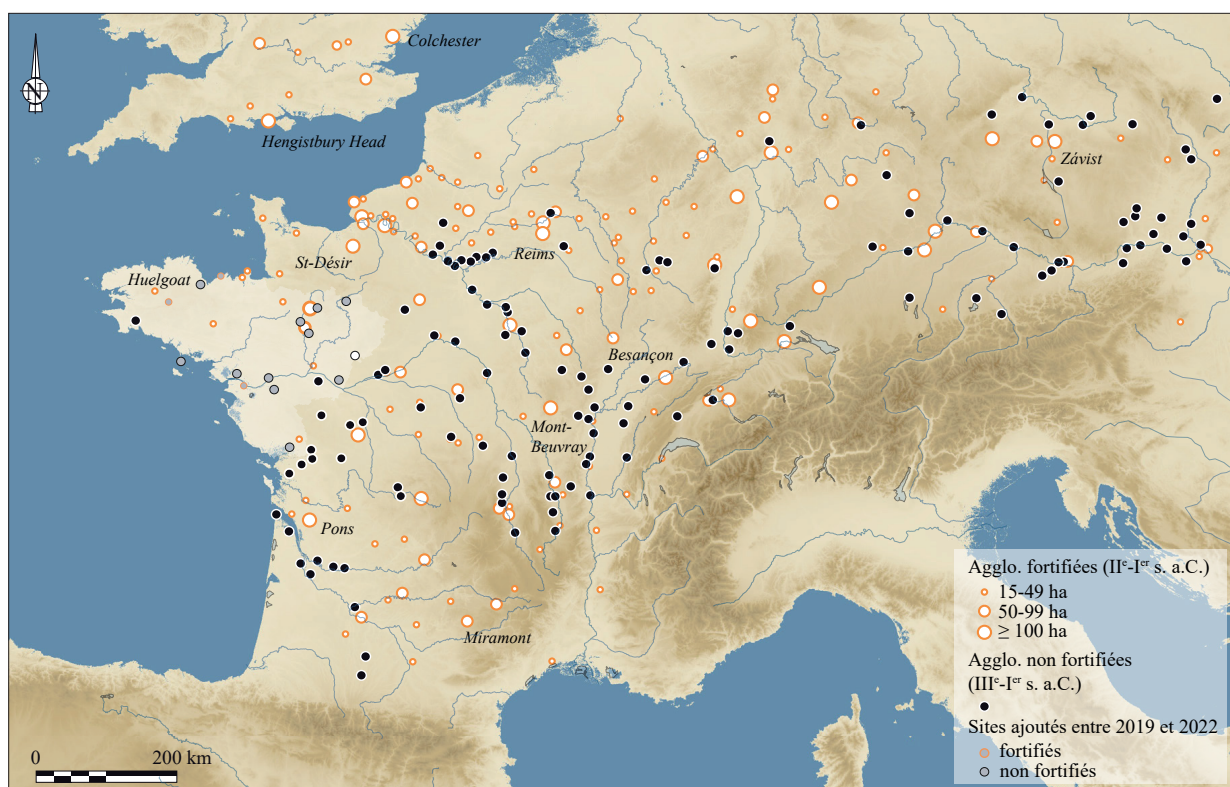 Colchester
N
Hengistbury Head
Závist
Reims
St-Désir
Huelgoat
Besançon
Mont-
Beuvray
Pons
Miramont
Agglo. fortifiées (IIe-Ier s. a.C.)
15-49 ha
50-99 ha
≥ 100 ha
Agglo. non fortifiées
(IIIe-Ier s. a.C.)
Sites ajoutés entre 2019 et 2022
fortifiés
non fortifiés
0 200 km